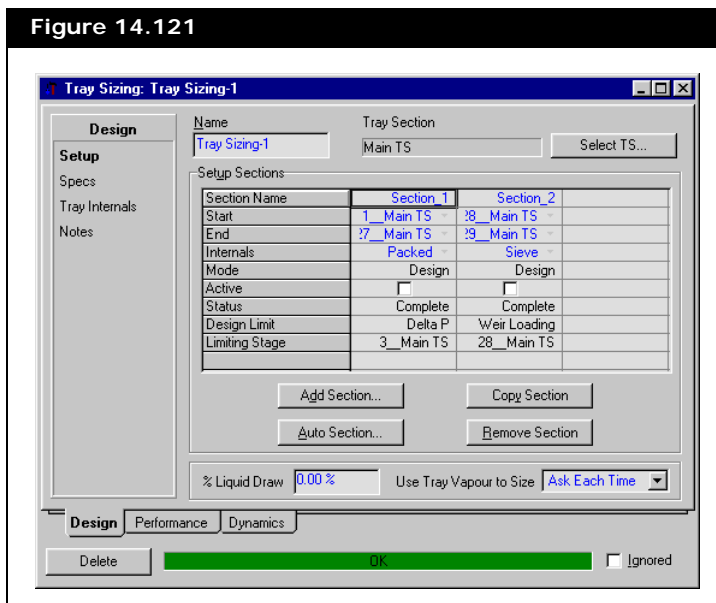 Figure 14.121
Tray Sizing: Tray Sizing-1
Design
Setup
Specs
Tray Internals
Notes
Name
Tray Sizing-1
Tray Section
Main TS
Select TS...
Setup Sections
Section Name Section_1 Section_2
Start 1__Main TS 28__Main TS
End 27__Main TS 29__Main TS
Internals Packed Sieve
Mode Design Design
Active
Status Complete Complete
Design Limit Delta P Weir Loading
Limiting Stage 3__Main TS 28__Main TS
Add Section... Copy Section
Auto Section... Remove Section
% Liquid Draw 0.00 % Use Tray Vapour to Size Ask Each Time
Design Performance Dynamics
Delete OK Ignored